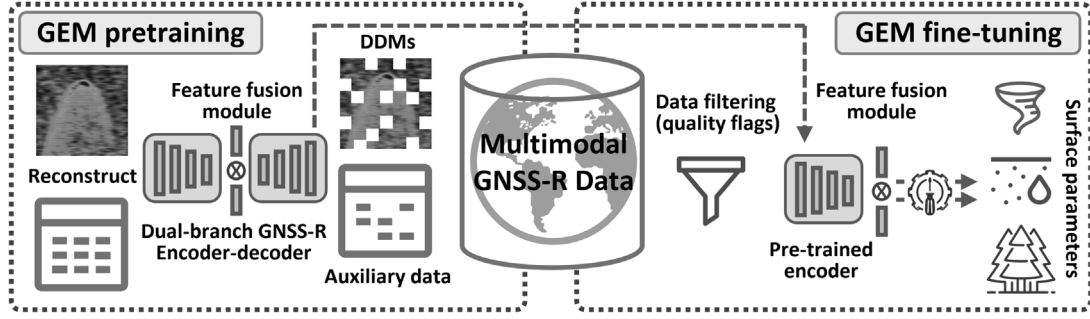 GEM pretraining
DDMs
Feature fusion
module
Reconstruct
Dual-branch GNSS-R
Encoder-decoder
Auxiliary data
Multimodal
GNSS-R Data
GEM fine-tuning
Data filtering
(quality flags)
Feature fusion
module
Pre-trained
encoder
Surface parameters